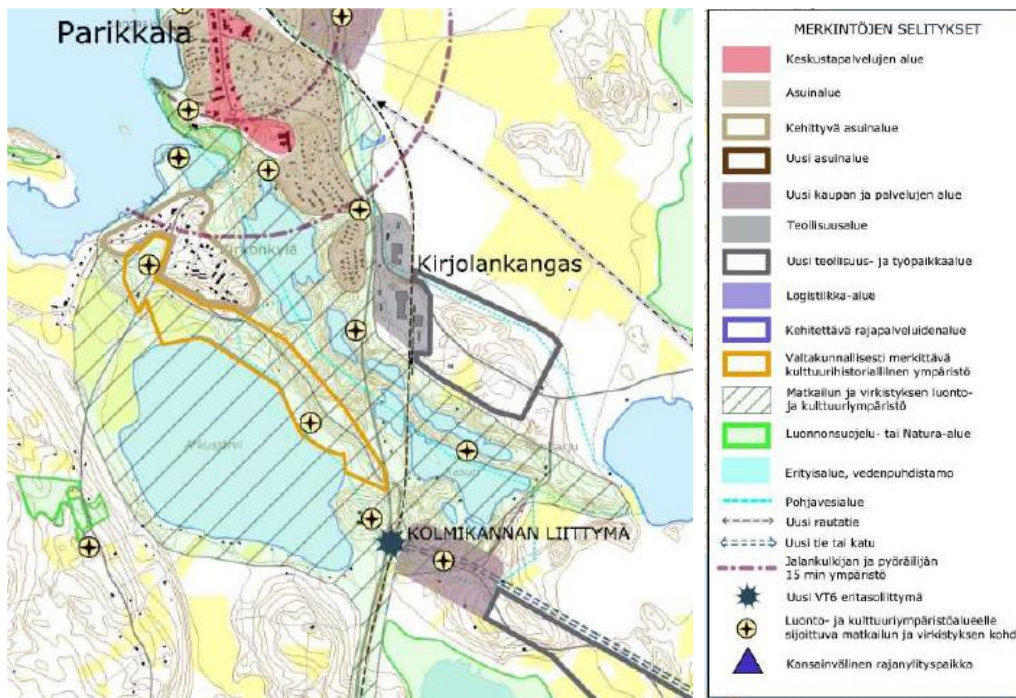 Parikkala
Kirkonkylä
Kirjolankangas
KOLMIKANNAN LIITTYMÄ
MERKINTÖJEN SELITYKSET
Keskustapalvelujen alue
Asuinalue
Kehittyvä asuinalue
Uusi asuinalue
Uusi kaupan ja palvelujen alue
Teollisuusalue
Uusi teollisuus- ja työpaikkaalue
Logistiikka-alue
Kehitettävä rajapalveluidenalue
Valtakunnallisesti merkittävä
kulttuurihistoriallilnen ympäristö
Matkailun ja virkistyksen luonto-
ja kulttuuriympäristö
Luonnonsuojelu- tai Natura-alue
Erityisalue, vedenpuhdistamo
Pohjavesialue
Uusi rautatie
Uusi tie tai katu
Jalankulkijan ja pyöräilijän
15 min ympäristö
Uusi VT6 eritasoliittymä
Luonto- ja kulttuuriympäristöalueelle
sijoittuva matkailun ja virkistyksen kohd
Kansainvälinen rajanylityspaikka